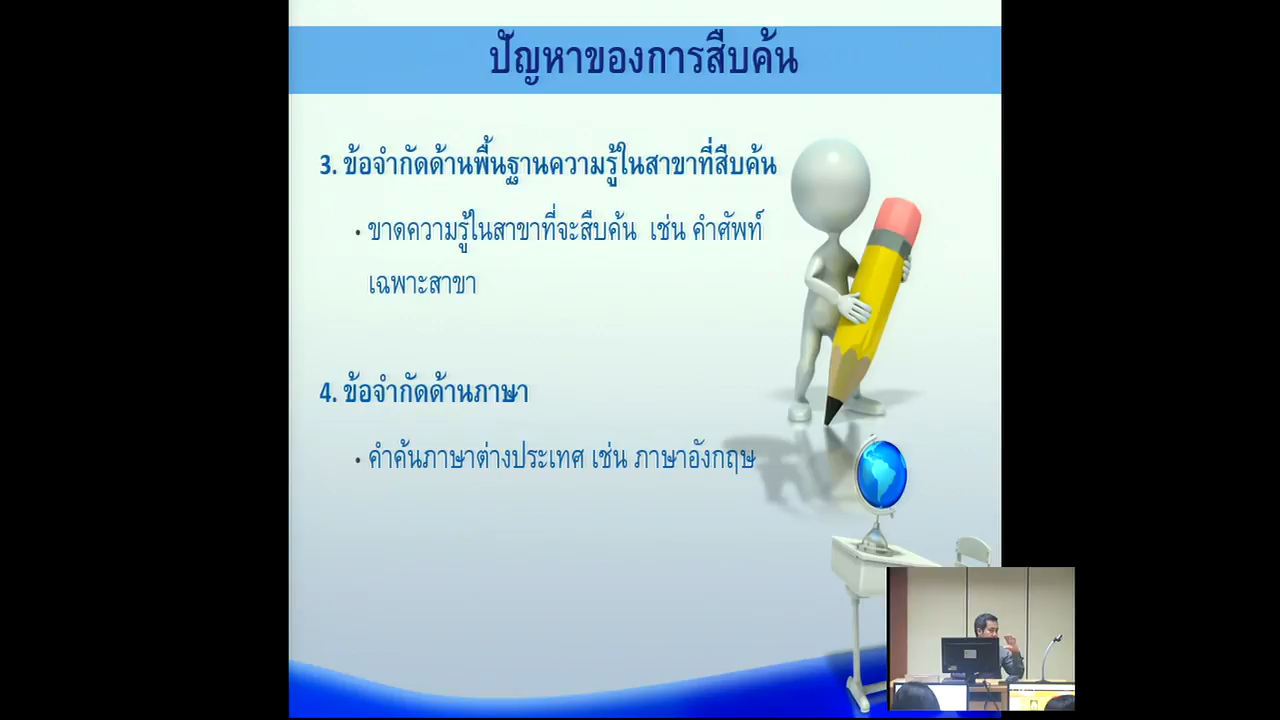 ปัญหาของการสืบค้น
3. ข้อจำกัดด้านพื้นฐานความรู้ในสาขาที่สืบค้น
• ขาดความรู้ในสาขาที่จะสืบค้น เช่น คำศัพท์
เฉพาะสาขา
4. ข้อจำกัดด้านภาษา
• คำค้นภาษาต่างประเทศ เช่น ภาษาอังกฤษ